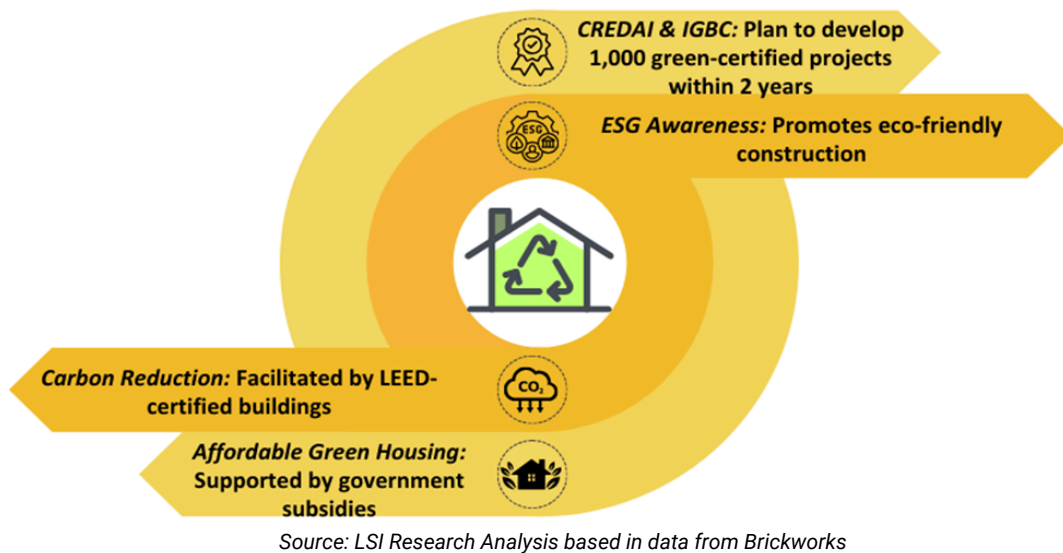 CREDAI & IGBC: Plan to develop
1,000 green-certified projects
within 2 years
ESG
ESG Awareness: Promotes eco-friendly
construction
Carbon Reduction: Facilitated by LEED-
certified buildings
CO₂
Affordable Green Housing:
Supported by government
subsidies
Source: LSI Research Analysis based in data from Brickworks